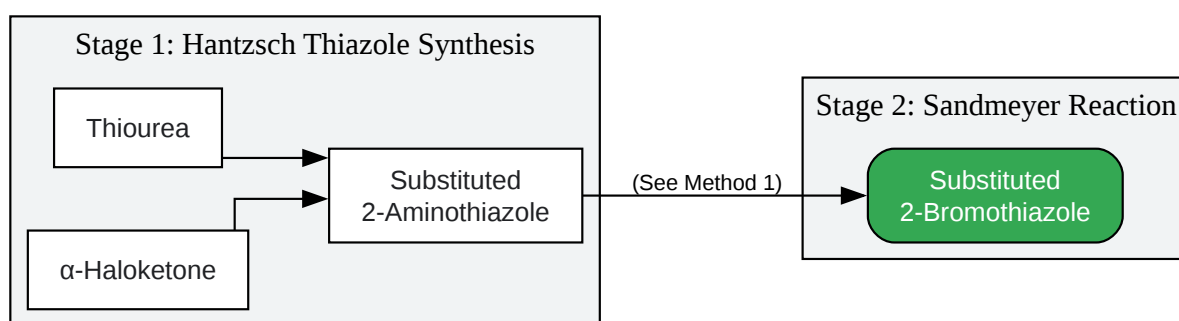 Stage 1: Hantzsch Thiazole Synthesis
Thiourea
α-Haloketone
Substituted
2-Aminothiazole
(See Method 1)
Stage 2: Sandmeyer Reaction
Substituted
2-Bromothiazole